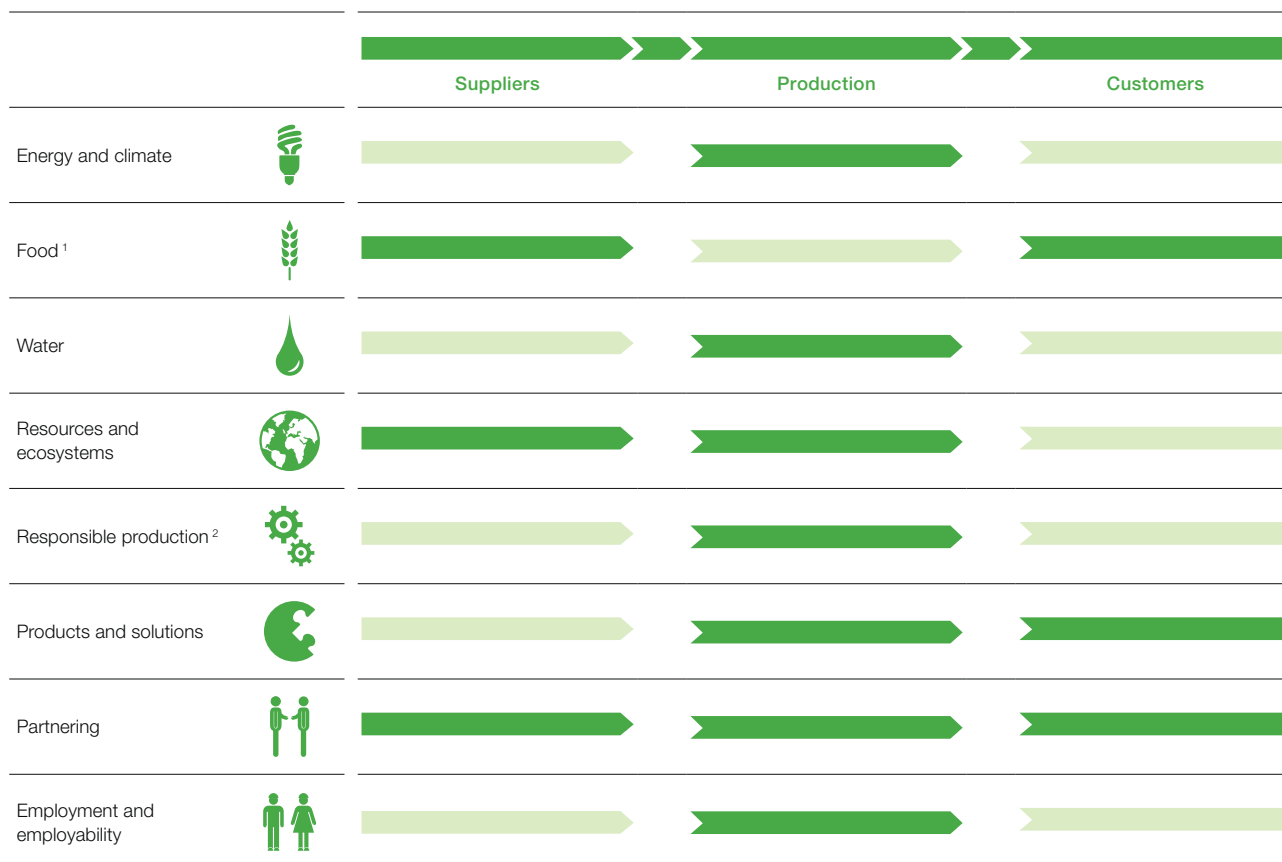 Suppliers Production Customers
Energy and climate
Food 1
Water
Resources and
ecosystems
Responsible production 2
Products and solutions
Partnering
Employment and
employability